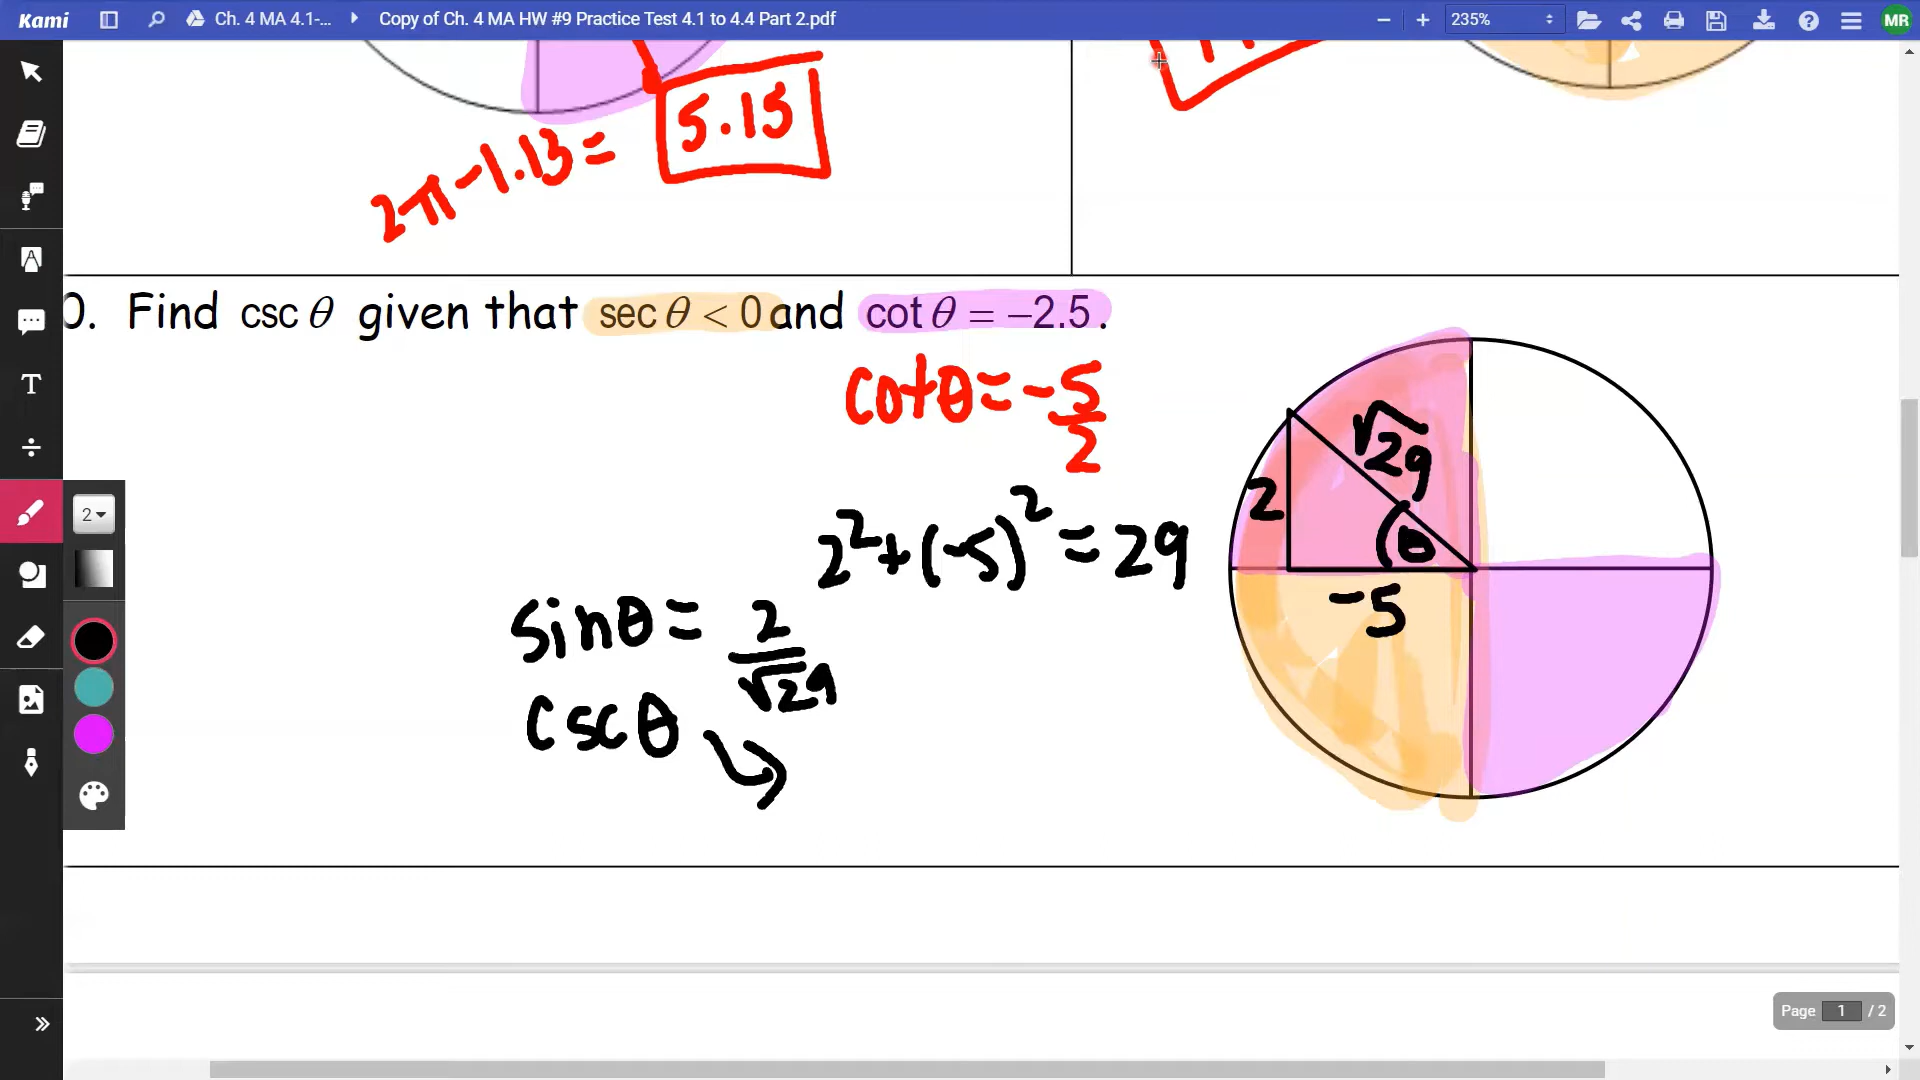 Kami
Ch. 4 MA 4.1-...
Copy of Ch. 4 MA HW #9 Practice Test 4.1 to 4.4 Part 2.pdf
235%
MR
5.15
2π-1.13=
0. Find csc θ given that sec θ < 0 and cot θ = −2.5.
cotθ=-5/2
√29
2
θ
-5
2²+(-5)²=29
sinθ= 2/√29
cscθ
2
Page 1 / 2